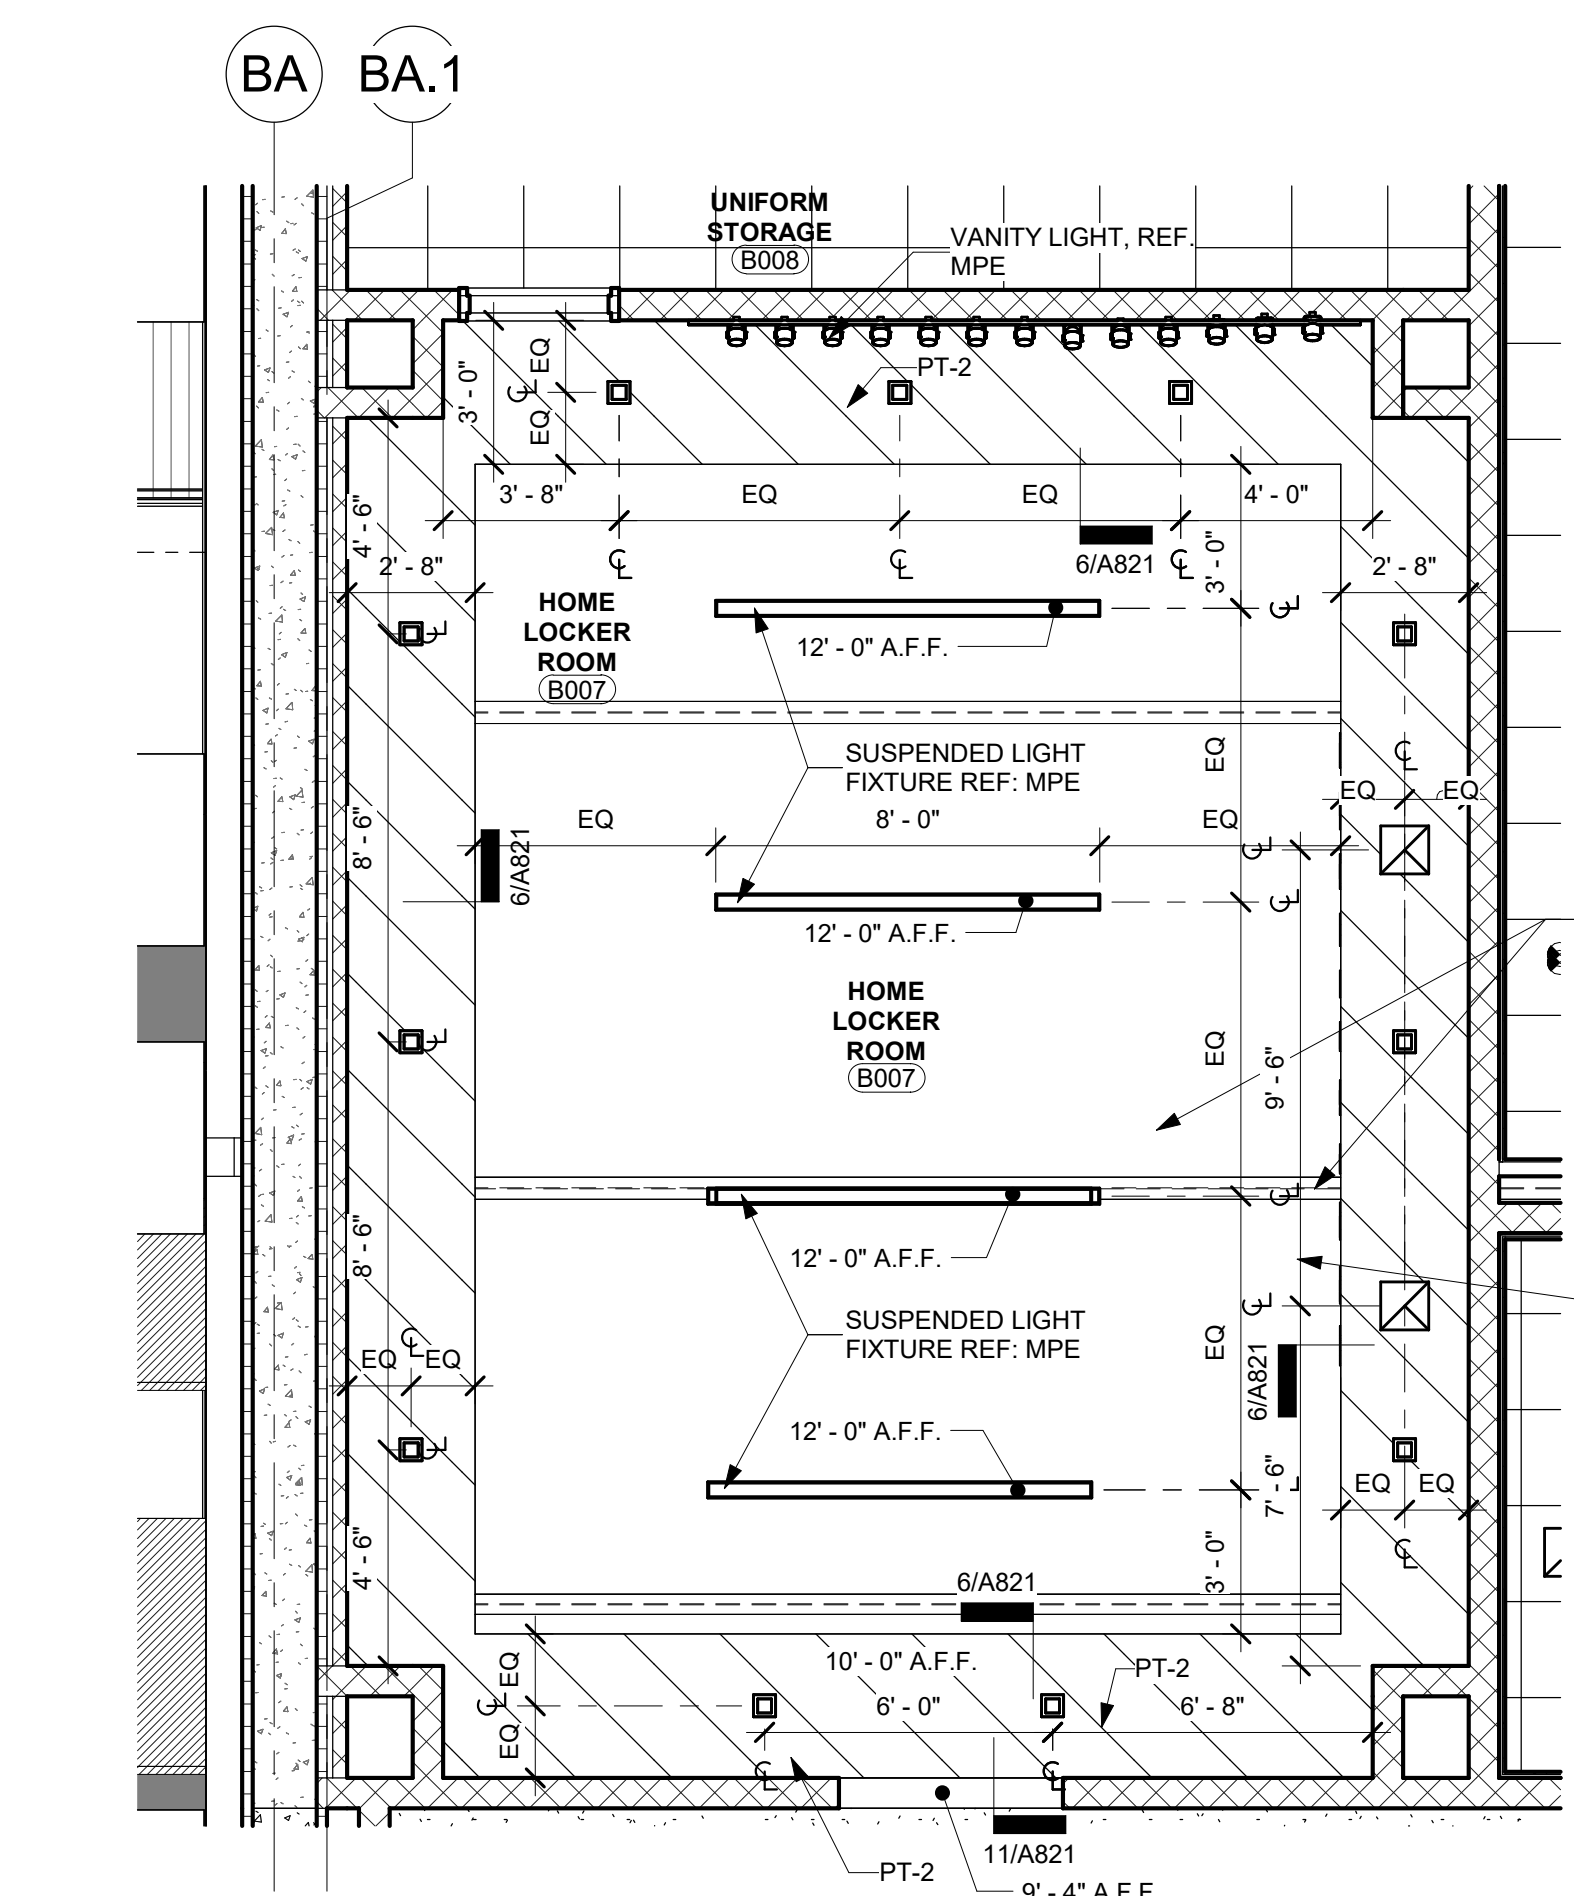 BA
BA.1
UNIFORM
STORAGE
B008
VANITY LIGHT, REF.
MPE
3' - 0"
EQ
EQ
PT-2
3' - 8"
EQ
EQ
4' - 0"
4' - 6"
2' - 8"
6/A821
3' - 0"
2' - 8"
HOME
LOCKER
ROOM
B007
12' - 0" A.F.F.
SUSPENDED LIGHT
FIXTURE REF: MPE
EQ
EQ
EQ
8' - 6"
EQ
8' - 0"
EQ
6/A821
12' - 0" A.F.F.
HOME
LOCKER
ROOM
B007
EQ
9' - 6"
8' - 6"
12' - 0" A.F.F.
SUSPENDED LIGHT
FIXTURE REF: MPE
EQ
6/A821
EQ
EQ
12' - 0" A.F.F.
7' - 6"
EQ
EQ
4' - 6"
3' - 0"
6/A821
EQ
EQ
10' - 0" A.F.F.
6' - 0"
PT-2
6' - 8"
11/A821
PT-2
9' - 4" A.F.F.